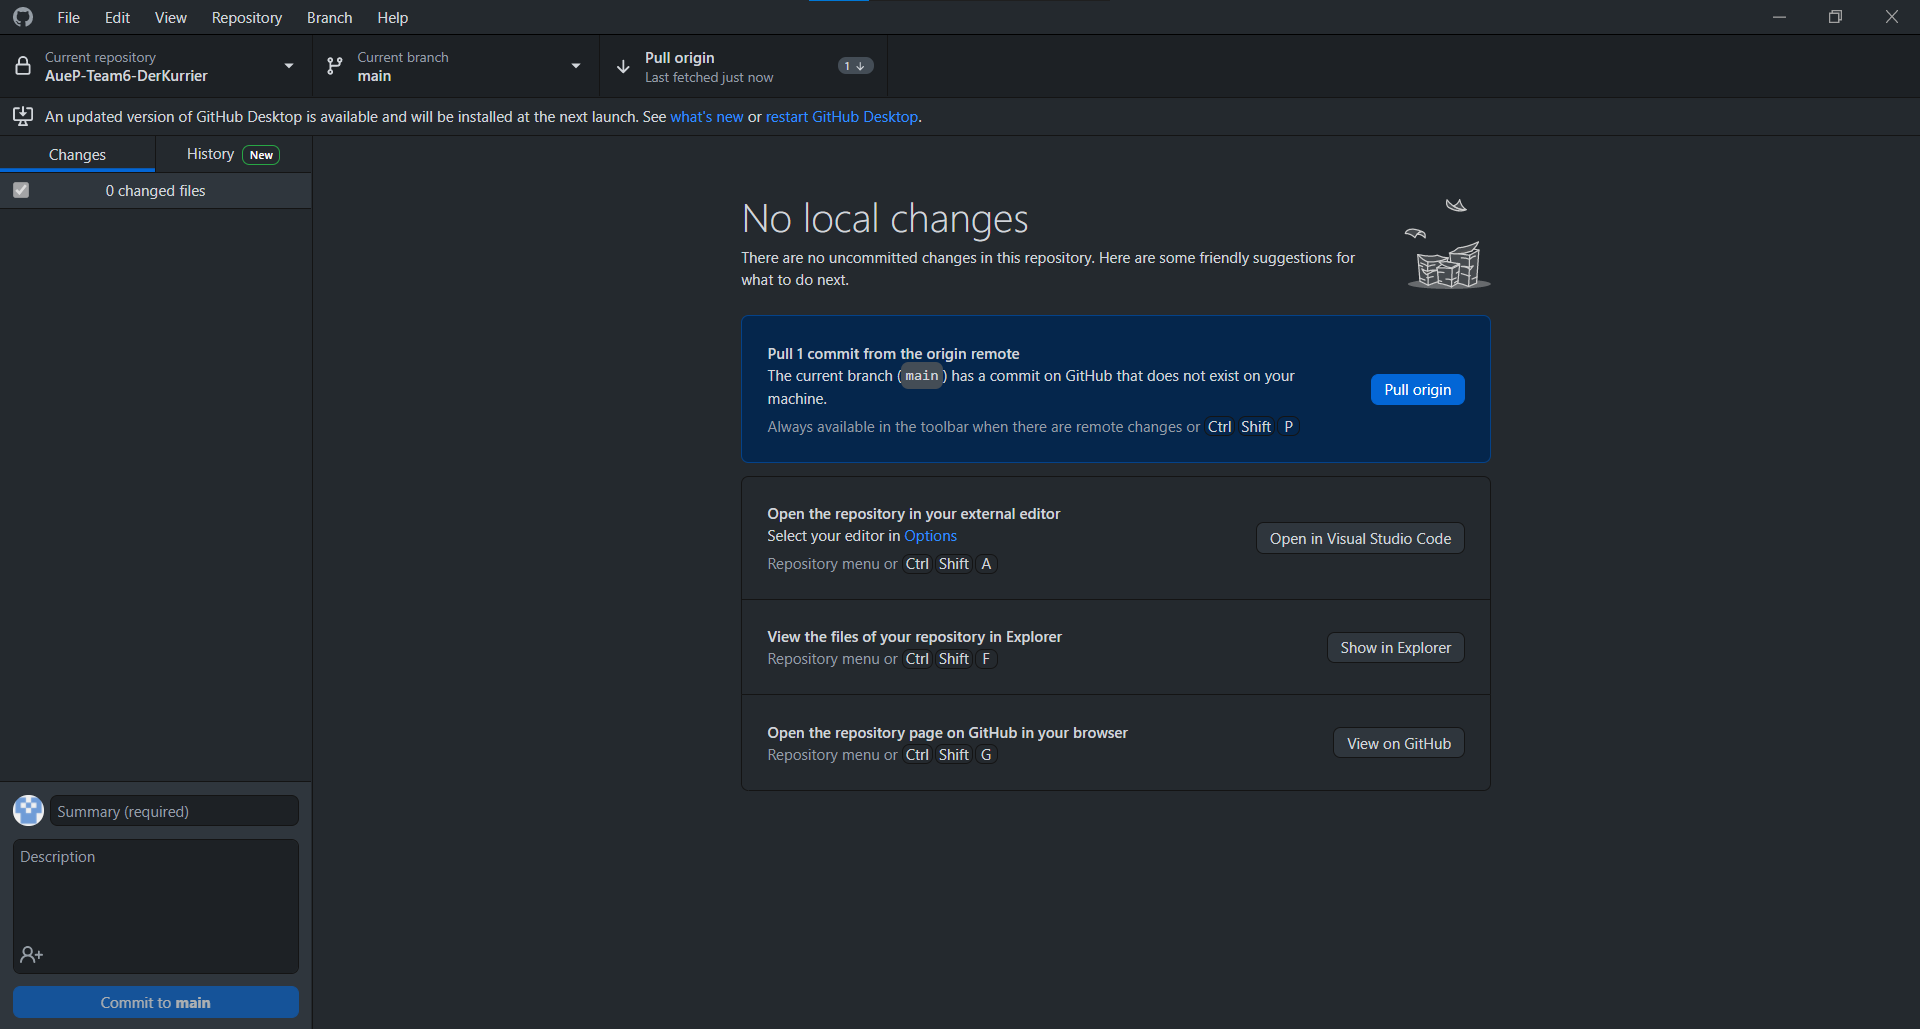 File Edit View Repository Branch Help
Current repository
AueP-Team6-DerKurrier
Current branch
main
Pull origin
Last fetched just now
1
An updated version of GitHub Desktop is available and will be installed at the next launch. See what's new or restart GitHub Desktop.
Changes
History New
0 changed files
No local changes
There are no uncommitted changes in this repository. Here are some friendly suggestions for
what to do next.
Pull 1 commit from the origin remote
The current branch (main) has a commit on GitHub that does not exist on your
machine.
Always available in the toolbar when there are remote changes or Ctrl Shift P
Pull origin
Open the repository in your external editor
Select your editor in Options
Repository menu or Ctrl Shift A
Open in Visual Studio Code
View the files of your repository in Explorer
Repository menu or Ctrl Shift F
Show in Explorer
Open the repository page on GitHub in your browser
Repository menu or Ctrl Shift G
View on GitHub
Summary (required)
Description
Commit to main